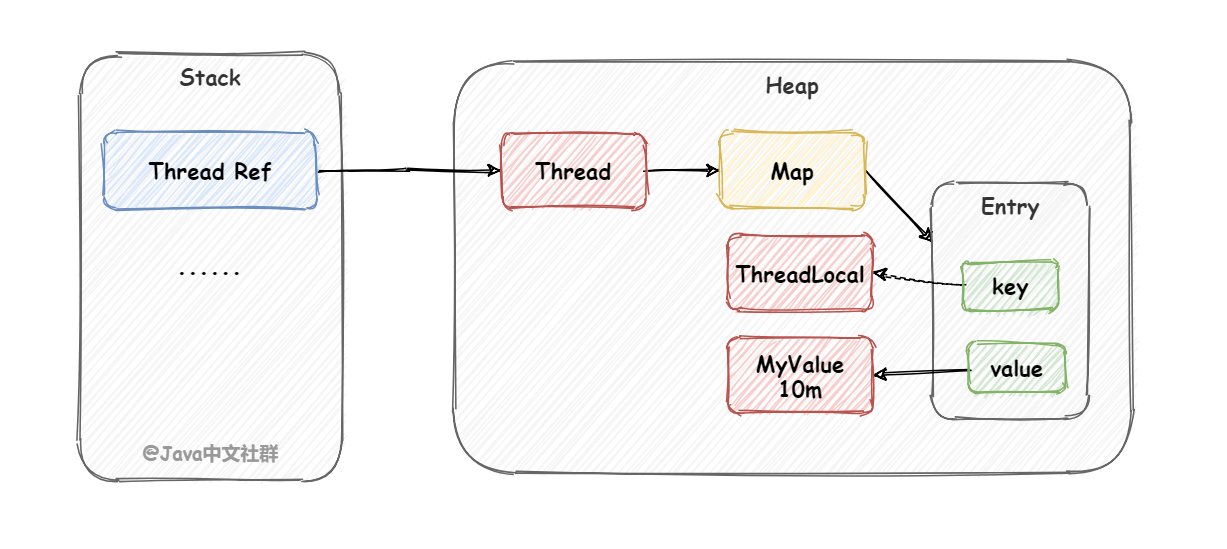 Stack
Heap
Thread Ref
Thread
Map
Entry
......
ThreadLocal
key
MyValue
10m
value
@Java中文社群